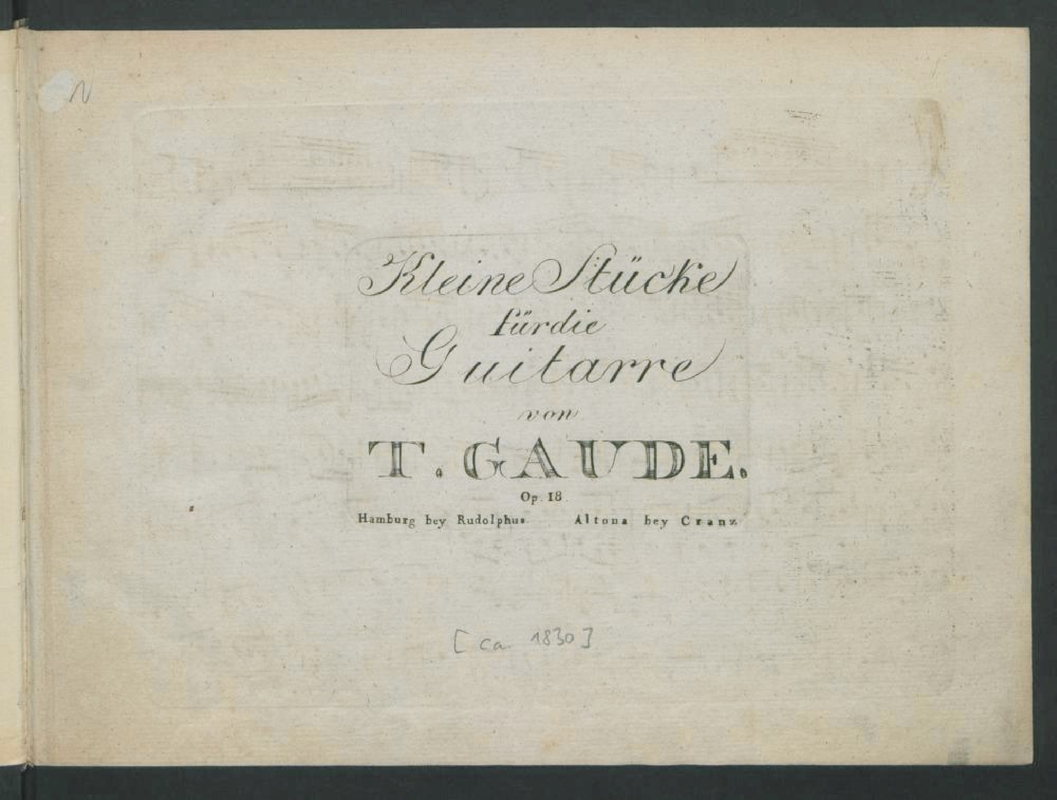 Kleine Stücke
für die
Guitarre
von
T. GAUDE.
Op. 18
Hamburg bey Rudolphus. Altona bey Cranz
[ca. 1830]